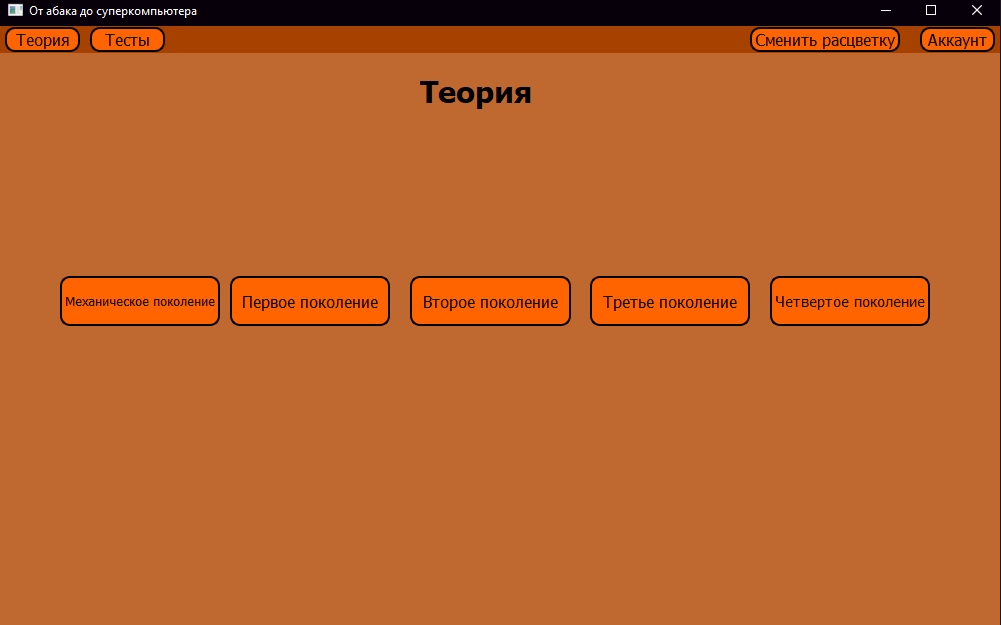 От абака до суперкомпьютера
Теория Тесты Сменить расцветку Аккаунт
Теория
Механическое поколение Первое поколение Второе поколение Третье поколение Четвертое поколение